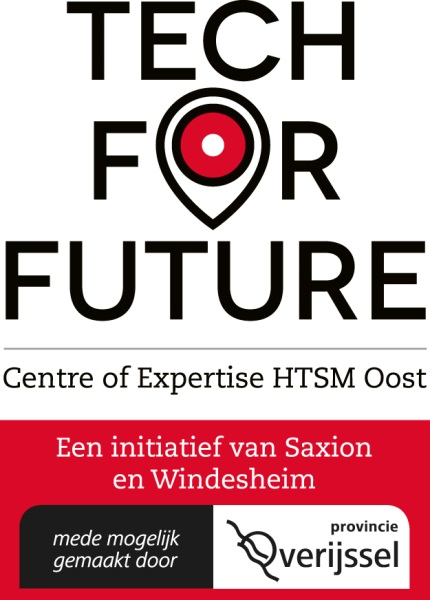 TECH
FOR
FUTURE
Centre of Expertise HTSM Oost
Een initiatief van Saxion
en Windesheim
mede mogelijk
gemaakt door
provincie
Overijssel